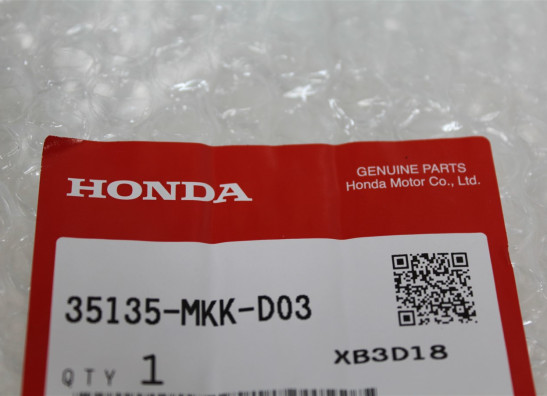 HONDA
GENUINE PARTS
Honda Motor Co., Ltd.
35135-MKK-D03
XB3D18
QTY 1